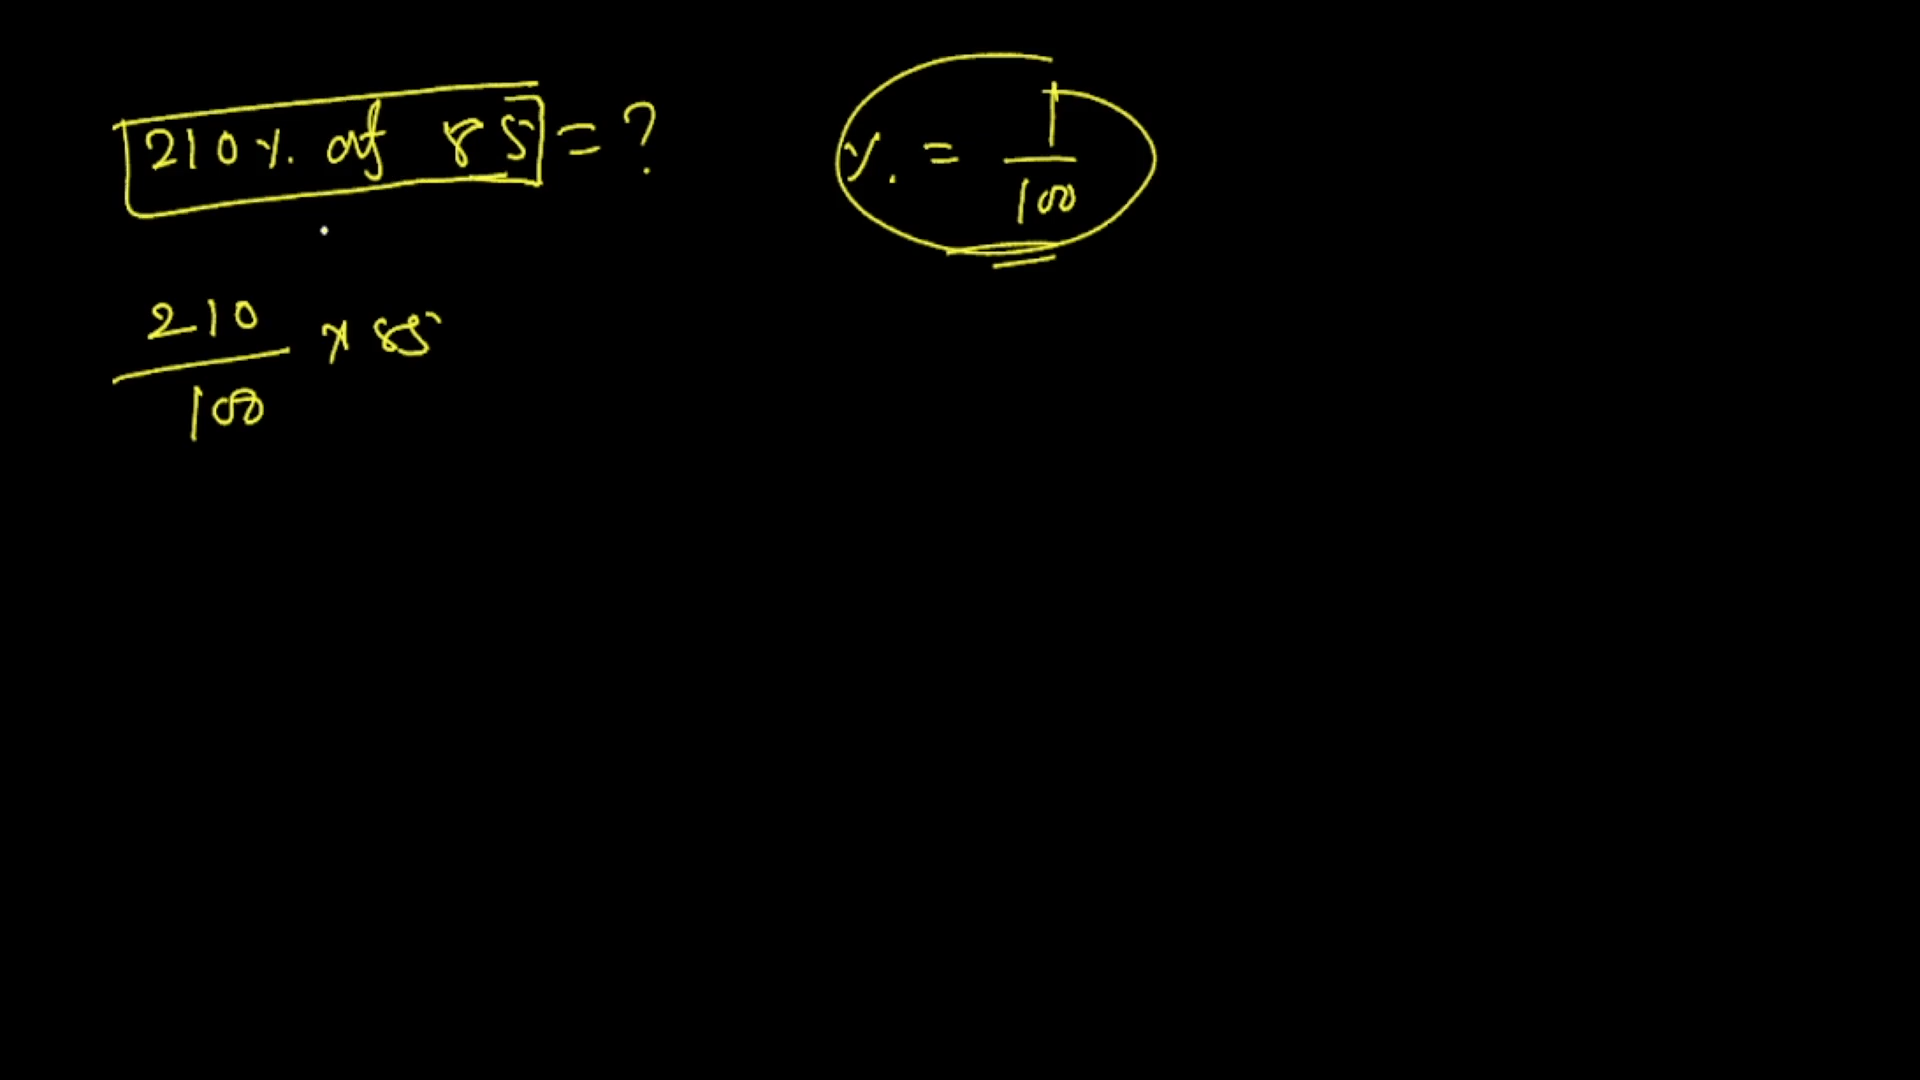 210% of 85 = ?
% = 1/100
210/100 × 85